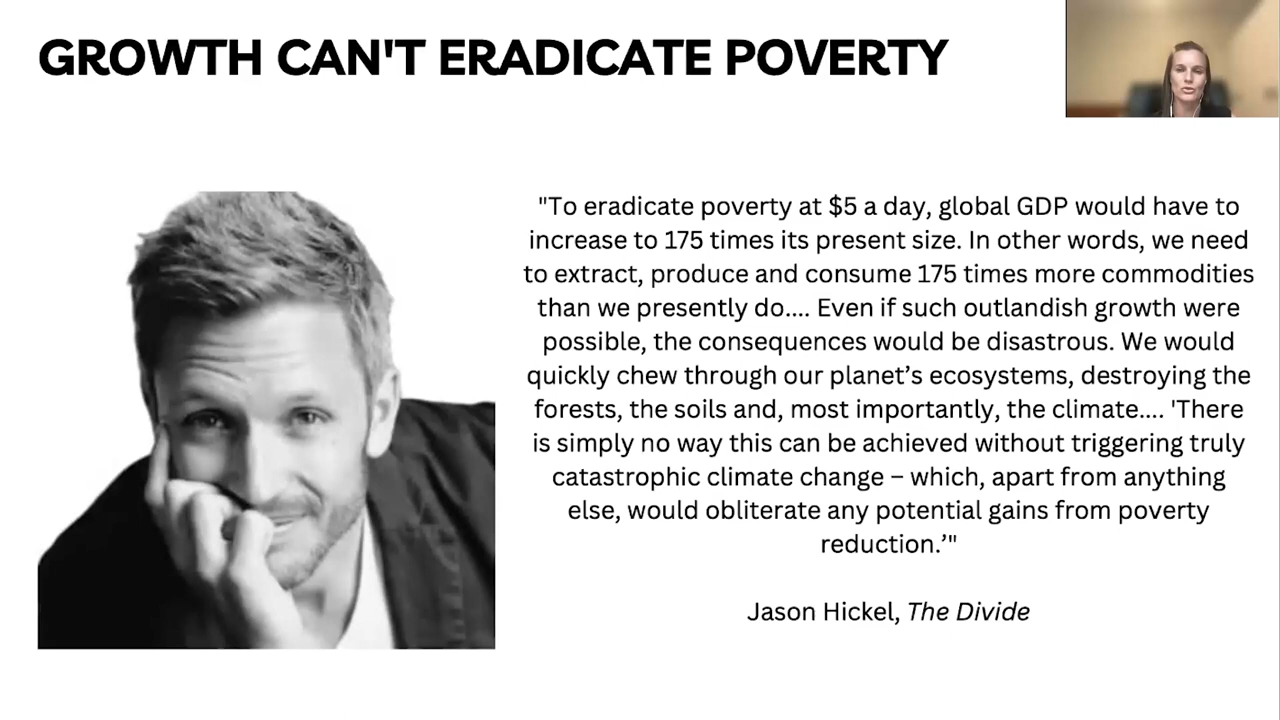 GROWTH CAN'T ERADICATE POVERTY
"To eradicate poverty at $5 a day, global GDP would have to
increase to 175 times its present size. In other words, we need
to extract, produce and consume 175 times more commodities
than we presently do.... Even if such outlandish growth were
possible, the consequences would be disastrous. We would
quickly chew through our planet’s ecosystems, destroying the
forests, the soils and, most importantly, the climate.... 'There
is simply no way this can be achieved without triggering truly
catastrophic climate change – which, apart from anything
else, would obliterate any potential gains from poverty
reduction.’"
Jason Hickel, The Divide